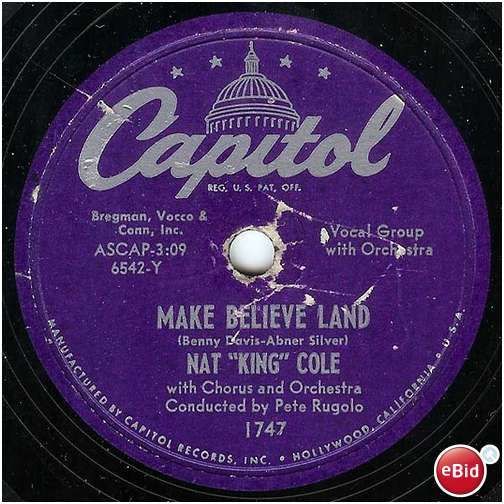 Capitol
REG. U.S. PAT. OFF.
Bregman, Vocco &
Conn, Inc.
ASCAP-3:09
6542-Y
Vocal Group
with Orchestra
MAKE BELIEVE LAND
(Benny Davis-Abner Silver)
NAT "KING" COLE
with Chorus and Orchestra
Conducted by Pete Rugolo
1747
MANUFACTURED BY CAPITOL RECORDS, INC. • HOLLYWOOD, CALIFORNIA • U.S.A.
eBid